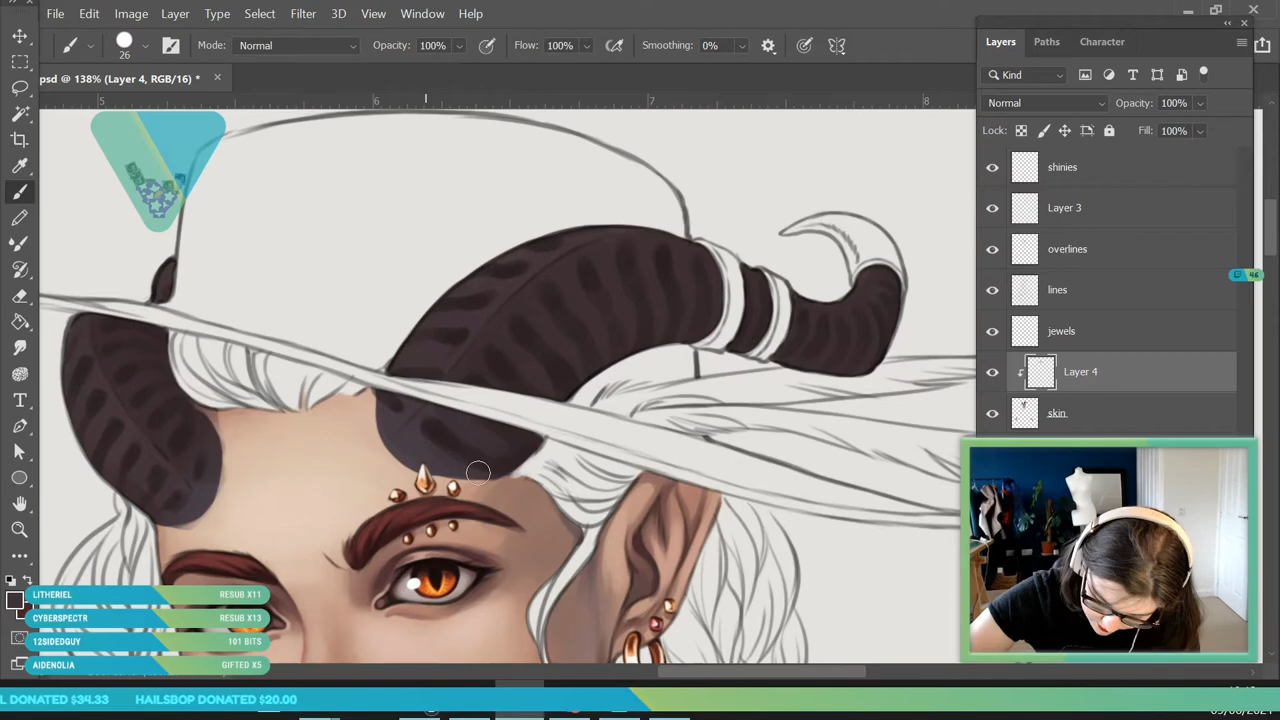 File Edit Image Layer Type Select Filter 3D View Window Help
26 Mode: Normal Opacity: 100% Flow: 100% Smoothing: 0%
psd @ 138% (Layer 4, RGB/16) *
5 6 7 8
Layers Paths Character
Kind
Normal Opacity: 100%
Lock: Fill: 100%
shinies
Layer 3
overlines
46
lines
jewels
Layer 4
skin
LITHERIEL RESUB X11
CYBERSPECTR RESUB X13
12SIDEDGUY 101 BITS
AIDENOLIA GIFTED X5
L DONATED $34.33 HAILSBOP DONATED $20.00